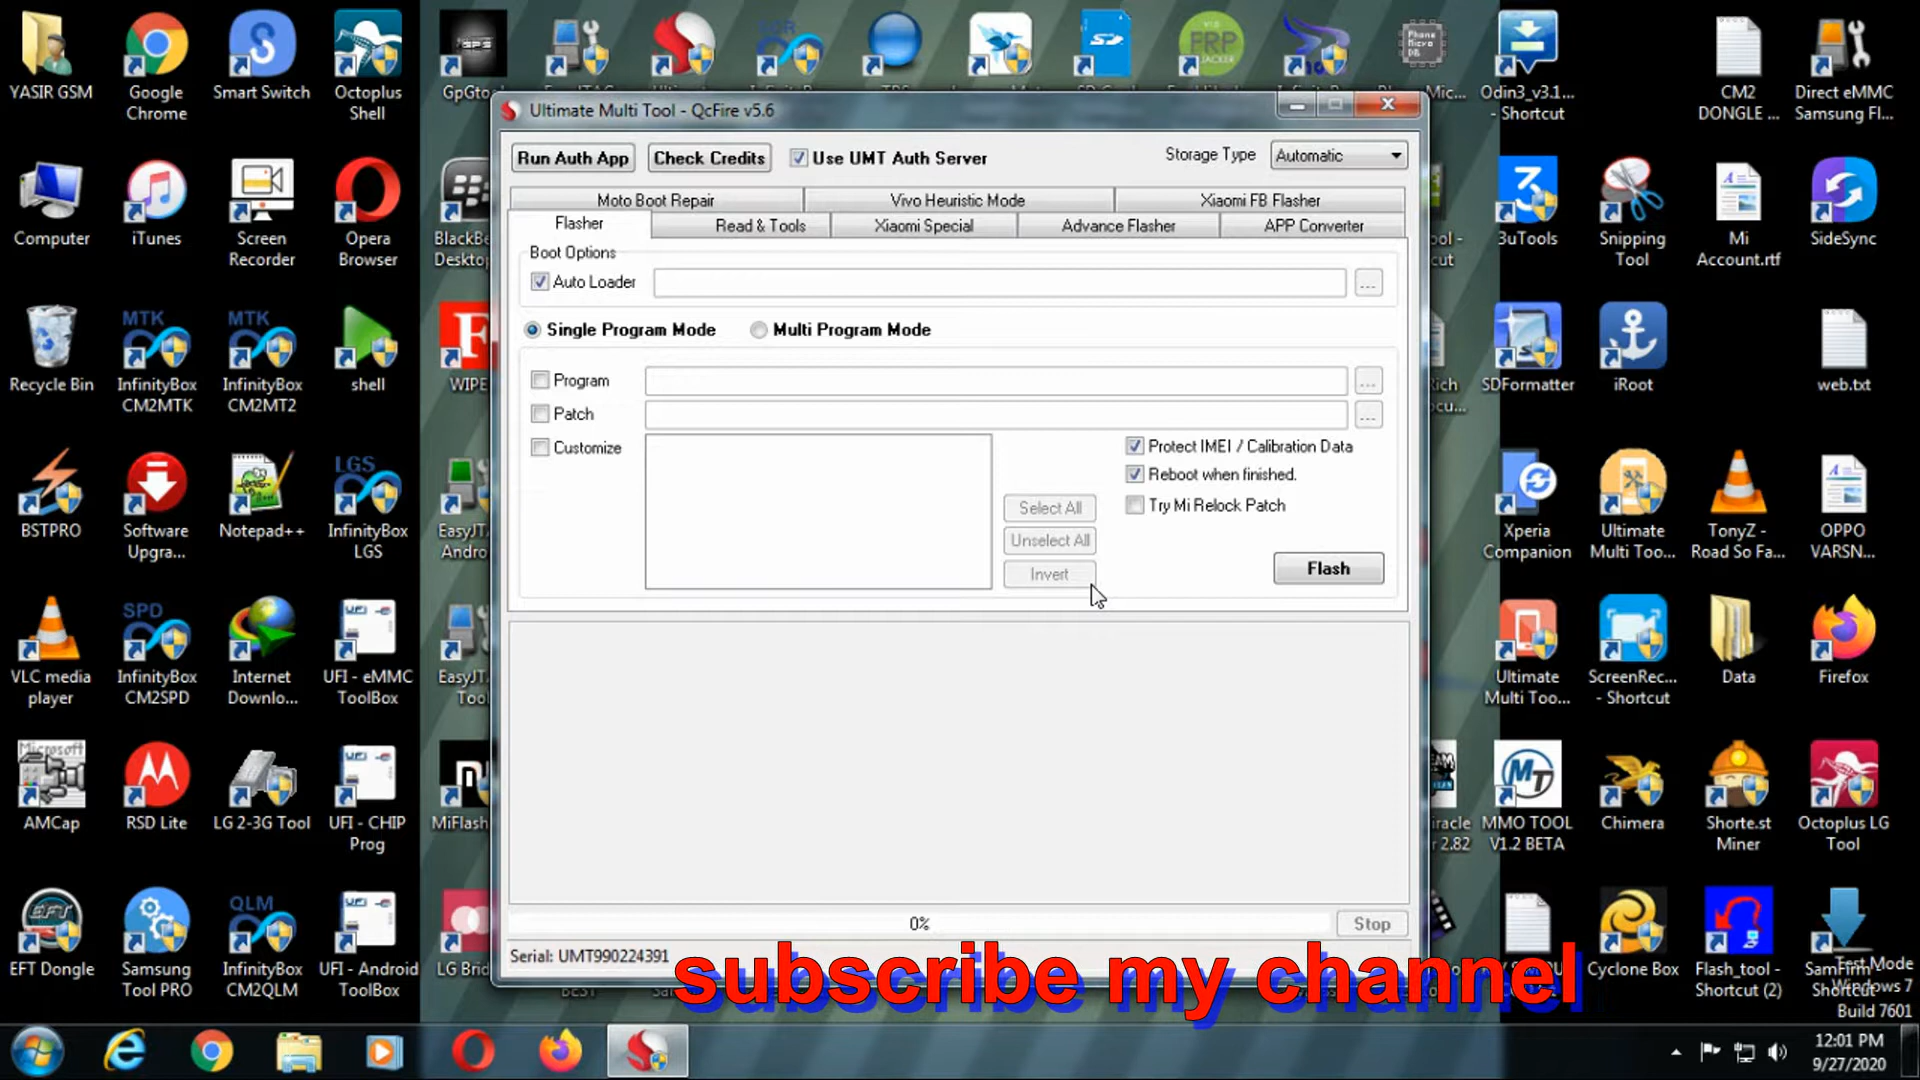 YASIR GSM
Google Chrome
Smart Switch
Octoplus Shell
Odin3_v3.1... - Shortcut
CM2 DONGLE ...
Direct eMMC Samsung Fl...
Ultimate Multi Tool - QcFire v5.6
Run Auth App
Check Credits
Use UMT Auth Server
Storage Type
Automatic
Moto Boot Repair
Vivo Heuristic Mode
Xiaomi FB Flasher
Flasher
Read & Tools
Xiaomi Special
Advance Flasher
APP Converter
Boot Options
Auto Loader
...
Single Program Mode
Multi Program Mode
Program
...
Patch
...
Customize
Protect IMEI / Calibration Data
Reboot when finished.
Try Mi Relock Patch
Select All
Unselect All
Invert
Flash
0%
Stop
Serial: UMT990224391
subscribe my channel
Computer
iTunes
Screen Recorder
Opera Browser
3uTools
Snipping Tool
Mi Account.rtf
SideSync
Recycle Bin
MTK
InfinityBox CM2MTK
MTK
InfinityBox CM2MT2
shell
WIPE
SDFormatter
iRoot
web.txt
BSTPRO
Software Upgra...
Notepad++
LGS
InfinityBox LGS
Xperia Companion
Ultimate Multi Too...
TonyZ - Road So Fa...
OPPO VARSN...
VLC media player
SPD
InfinityBox CM2SPD
Internet Downlo...
UFI - eMMC ToolBox
Ultimate Multi Too...
ScreenRec... - Shortcut
Data
Firefox
AMCap
RSD Lite
LG 2-3G Tool
UFI - CHIP Prog
MiFlash
MMO TOOL V1.2 BETA
Chimera
Shorte.st Miner
Octoplus LG Tool
EFT Dongle
Samsung Tool PRO
QLM
InfinityBox CM2QLM
UFI - Android ToolBox
Cyclone Box
Flash_tool - Shortcut (2)
Test Mode
Windows 7
Build 7601
12:01 PM
9/27/2020